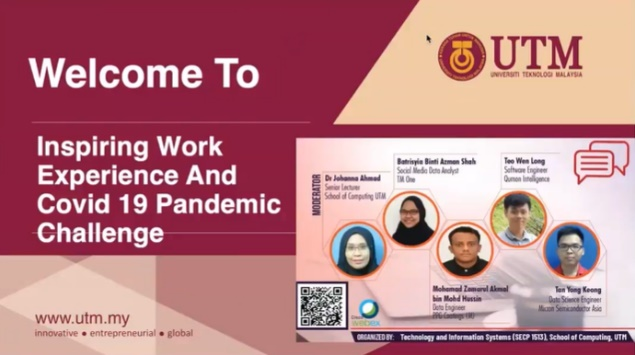 Welcome To
UTM
UNIVERSITI TEKNOLOGI MALAYSIA
Inspiring Work
Experience And
Covid 19 Pandemic
Challenge
MODERATOR
Dr Johanna Ahmad
Senior Lecturer
School of Computing UTM
Batrisyia Binti Azman Shah
Social Media Data Analyst
TM One
Teo Wen Long
Software Engineer
Quman Intelligence
Mohamad Zamarul Akmal
bin Mohd Hussin
Data Engineer
Tan Yong Keong
Data Science Engineer
Micron Semiconductor Asia
www.utm.my
innovative ● entrepreneurial ● global
ORGANIZED BY: Technology and Information Systems (SECP 1513), School of Computing, UTM